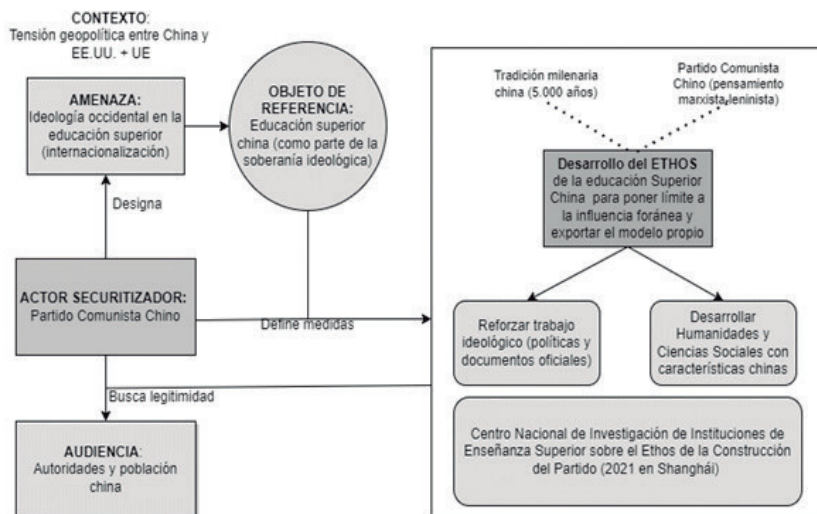 CONTEXTO:
Tensión geopolítica entre China y
EE.UU. + UE
AMENAZA:
Ideología occidental en la
educación superior
(internacionalización)
OBJETO DE
REFERENCIA:
Educación superior
china (como parte de la
soberanía ideológica)
Designa
ACTOR SECURITIZADOR:
Partido Comunista Chino
Define medidas
Busca legitimidad
AUDIENCIA:
Autoridades y población
china
Tradición milenaria
china (5.000 años)
Partido Comunista
Chino (pensamiento
marxista-leninista)
Desarrollo del ETHOS
de la educación Superior
China para poner límite a
la influencia foránea y
exportar el modelo propio
Reforzar trabajo
ideológico (políticas y
documentos oficiales)
Desarrollar
Humanidades y
Ciencias Sociales con
características chinas
Centro Nacional de Investigación de Instituciones de
Enseñanza Superior sobre el Ethos de la Construcción
del Partido (2021 en Shanghái)